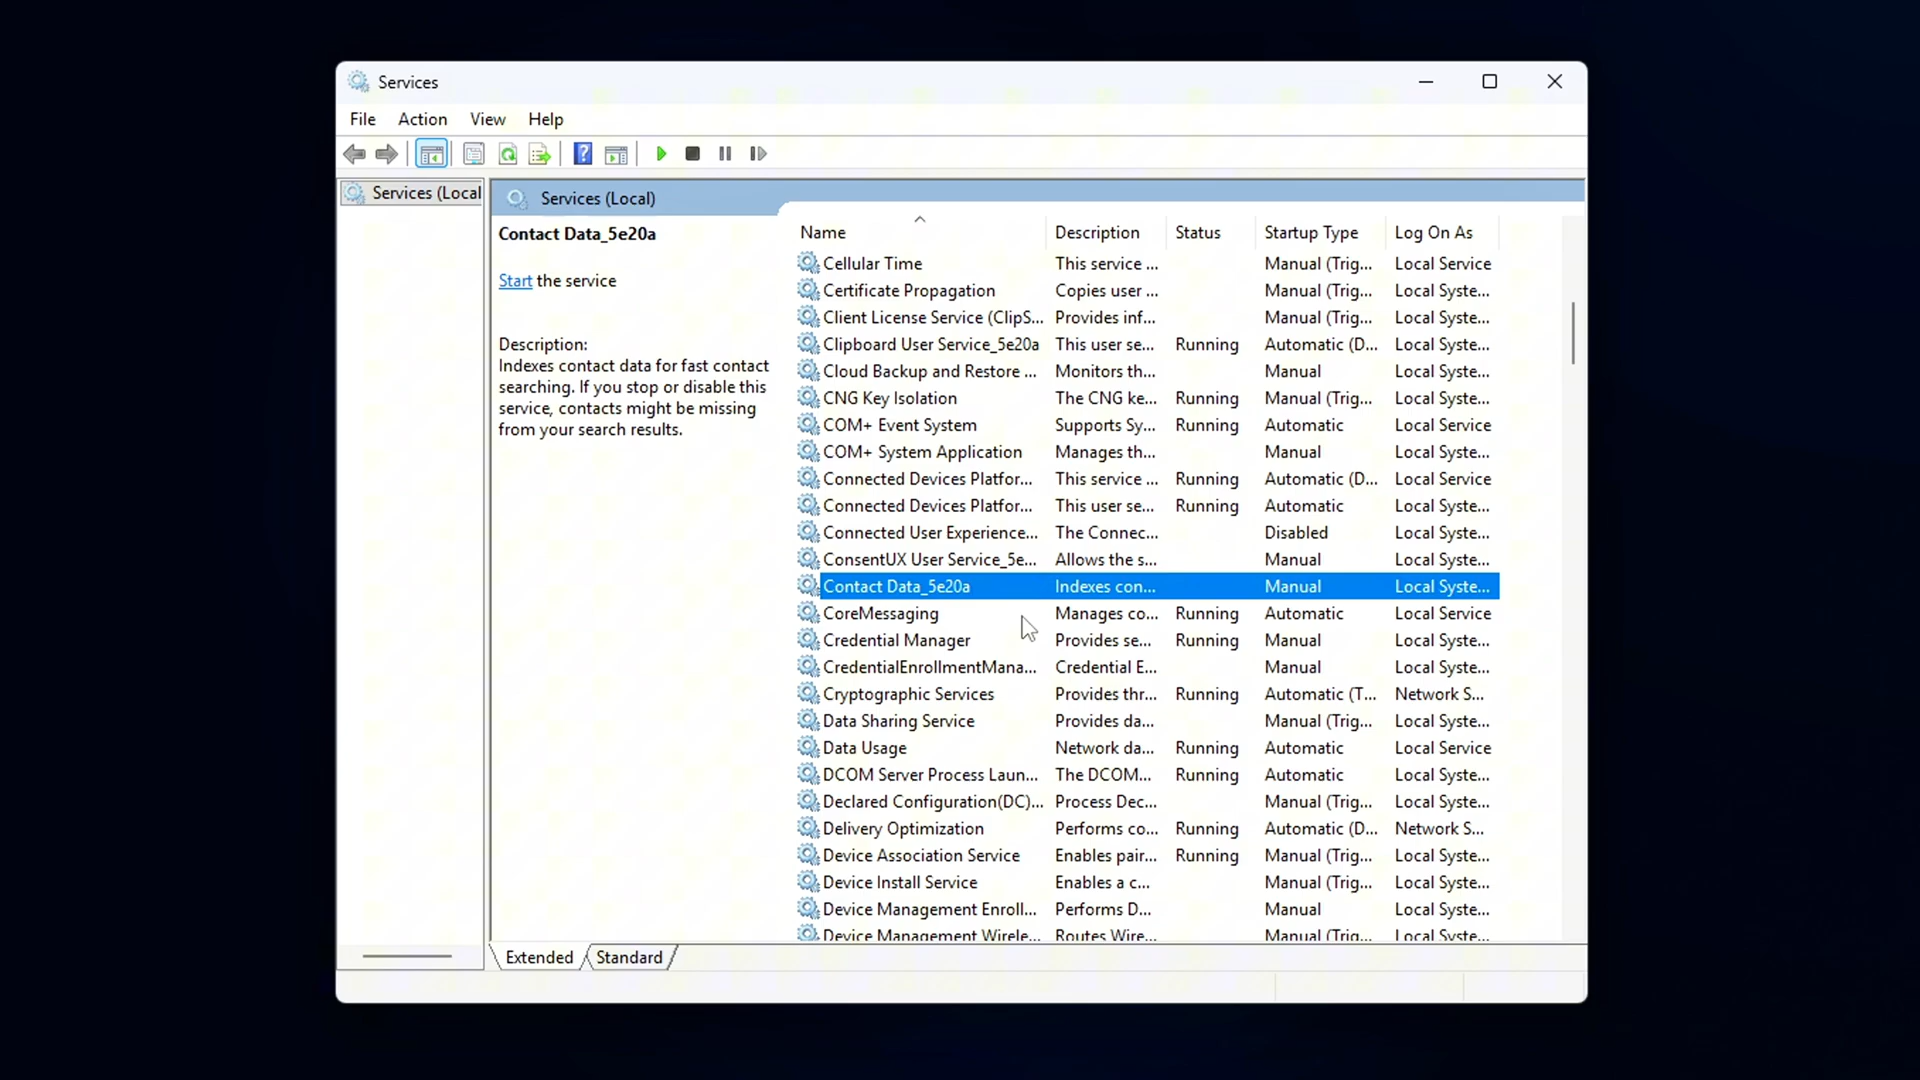 Services
File Action View Help
Services (Local
Services (Local)
Contact Data_5e20a
Start the service
Description:
Indexes contact data for fast contact
searching. If you stop or disable this
service, contacts might be missing
from your search results.
Name Description Status Startup Type Log On As
Cellular Time This service ... Manual (Trig... Local Service
Certificate Propagation Copies user ... Manual (Trig... Local Syste...
Client License Service (ClipS... Provides inf... Manual (Trig... Local Syste...
Clipboard User Service_5e20a This user se... Running Automatic (D... Local Syste...
Cloud Backup and Restore ... Monitors th... Manual Local Syste...
CNG Key Isolation The CNG ke... Running Manual (Trig... Local Syste...
COM+ Event System Supports Sy... Running Automatic Local Service
COM+ System Application Manages th... Manual Local Syste...
Connected Devices Platfor... This service ... Running Automatic (D... Local Service
Connected Devices Platfor... This user se... Running Automatic Local Syste...
Connected User Experience... The Connec... Disabled Local Syste...
ConsentUX User Service_5e... Allows the s... Manual Local Syste...
Contact Data_5e20a Indexes con... Manual Local Syste...
CoreMessaging Manages co... Running Automatic Local Service
Credential Manager Provides se... Running Manual Local Syste...
CredentialEnrollmentMana... Credential E... Manual Local Syste...
Cryptographic Services Provides thr... Running Automatic (T... Network S...
Data Sharing Service Provides da... Manual (Trig... Local Syste...
Data Usage Network da... Running Automatic Local Service
DCOM Server Process Laun... The DCOM... Running Automatic Local Syste...
Declared Configuration(DC)... Process Dec... Manual (Trig... Local Syste...
Delivery Optimization Performs co... Running Automatic (D... Network S...
Device Association Service Enables pair... Running Manual (Trig... Local Syste...
Device Install Service Enables a c... Manual (Trig... Local Syste...
Device Management Enroll... Performs D... Manual Local Syste...
Device Management Wirele... Routes Wire... Manual (Trig... Local Syste...
Extended Standard